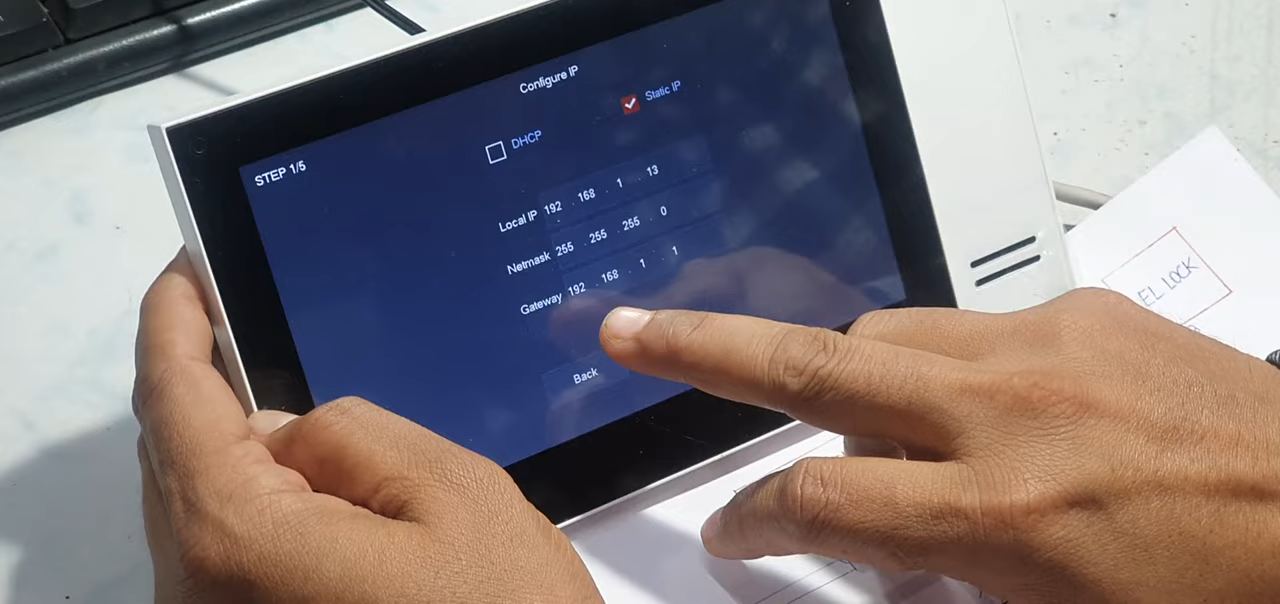 Configure IP
STEP 1/5
DHCP
Static IP
Local IP 192 . 168 . 1 . 13
Netmask 255 . 255 . 255 . 0
Gateway 192 . 168 . 1 . 1
Back
EL LOCK